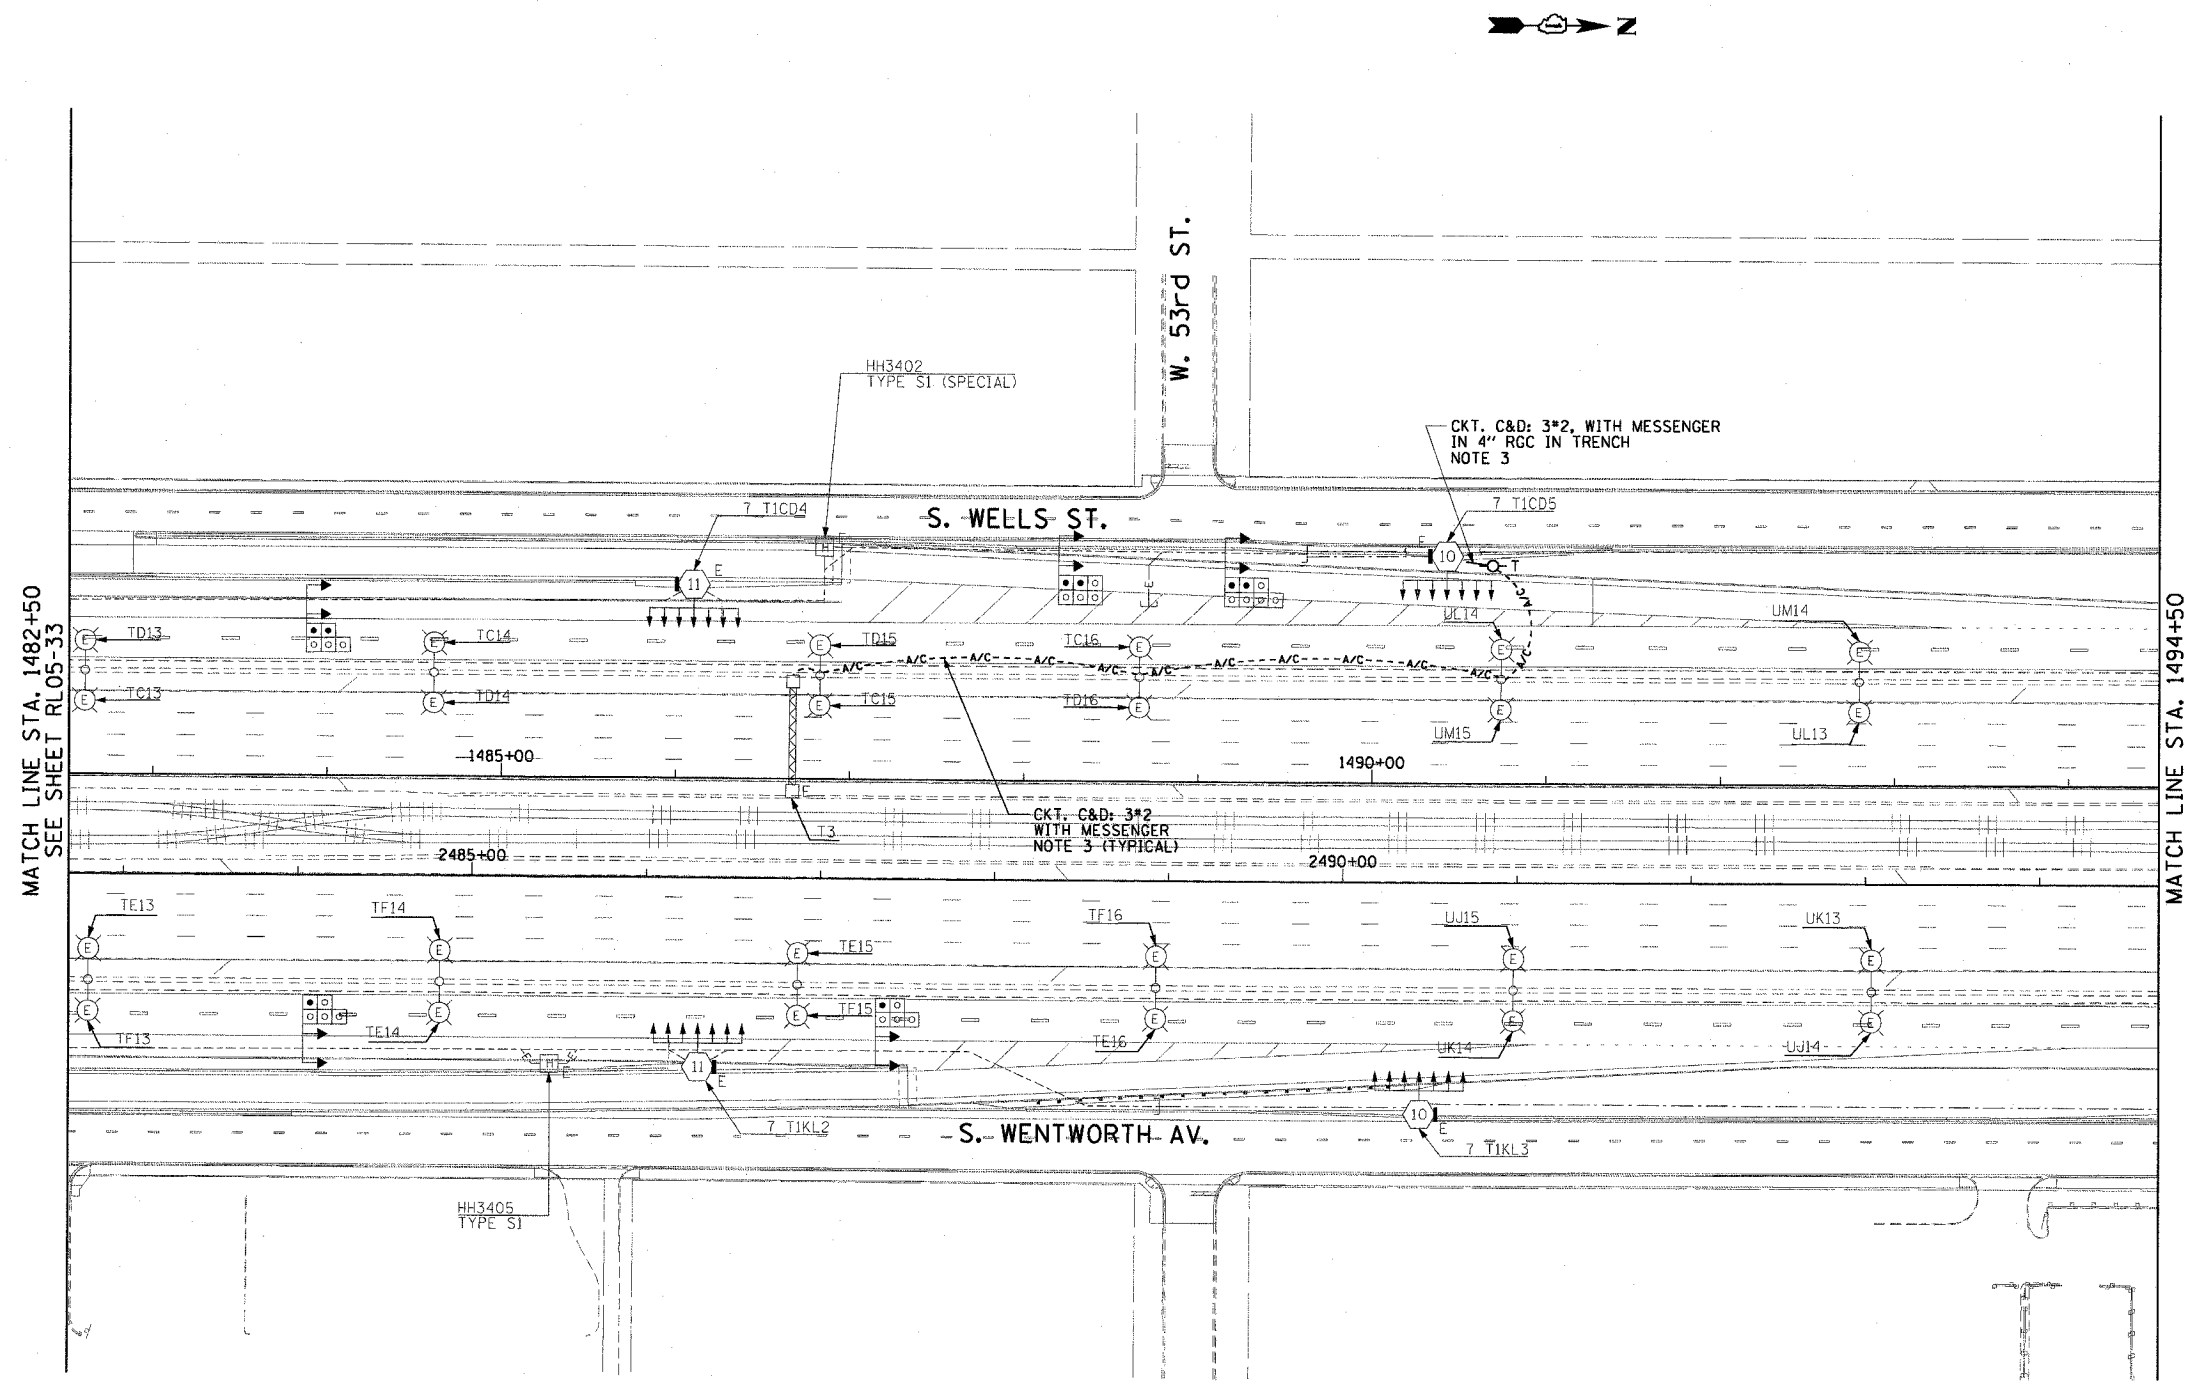 N
W. 53rd ST.
HH3402
TYPE S1 (SPECIAL)
CKT. C&D: 3#2, WITH MESSENGER
IN 4" RGC IN TRENCH
NOTE 3
7 T1CD4
S. WELLS ST.
7 T1CD5
H
E
10
T
11
E
E
A/C
UL14
UM14
MATCH LINE STA. 1482+50
SEE SHEET RL05-33
MATCH LINE STA. 1494+50
TD13
TC14
TD15
TC16
E
E
E
E
E
E
A/C
A/C
A/C
A/C
A/C
A/C
A/C
A/C
A/C
A/C
A/C
A/C
TC13
TD14
TC15
TD16
UM15
UL13
E
E
E
E
E
E
1485+00
1490+00
E
T3
CKT. C&D: 3#2
WITH MESSENGER
NOTE 3 (TYPICAL)
2485+00
2490+00
TE13
TF14
TE15
TF16
UJ15
UK13
E
E
E
E
E
E
TF13
TE14
TF15
TE16
UK14
UJ14
E
E
E
E
E
E
H
E
E
11
E
10
E
7 T1KL2
S. WENTWORTH AV.
7 T1KL3
HH3405
TYPE S1